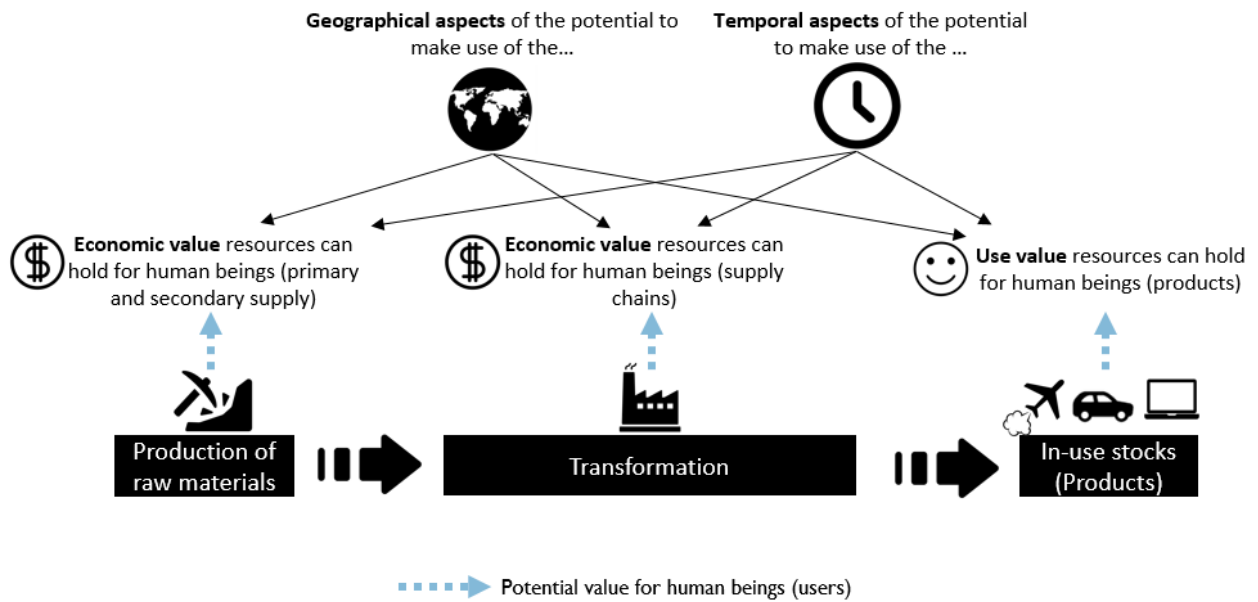 Geographical aspects of the potential to
make use of the...
Temporal aspects of the potential
to make use of the ...
Economic value resources can
hold for human beings (primary
and secondary supply)
Economic value resources can
hold for human beings (supply
chains)
Use value resources can hold
for human beings (products)
Production of
raw materials
Transformation
In-use stocks
(Products)
Potential value for human beings (users)